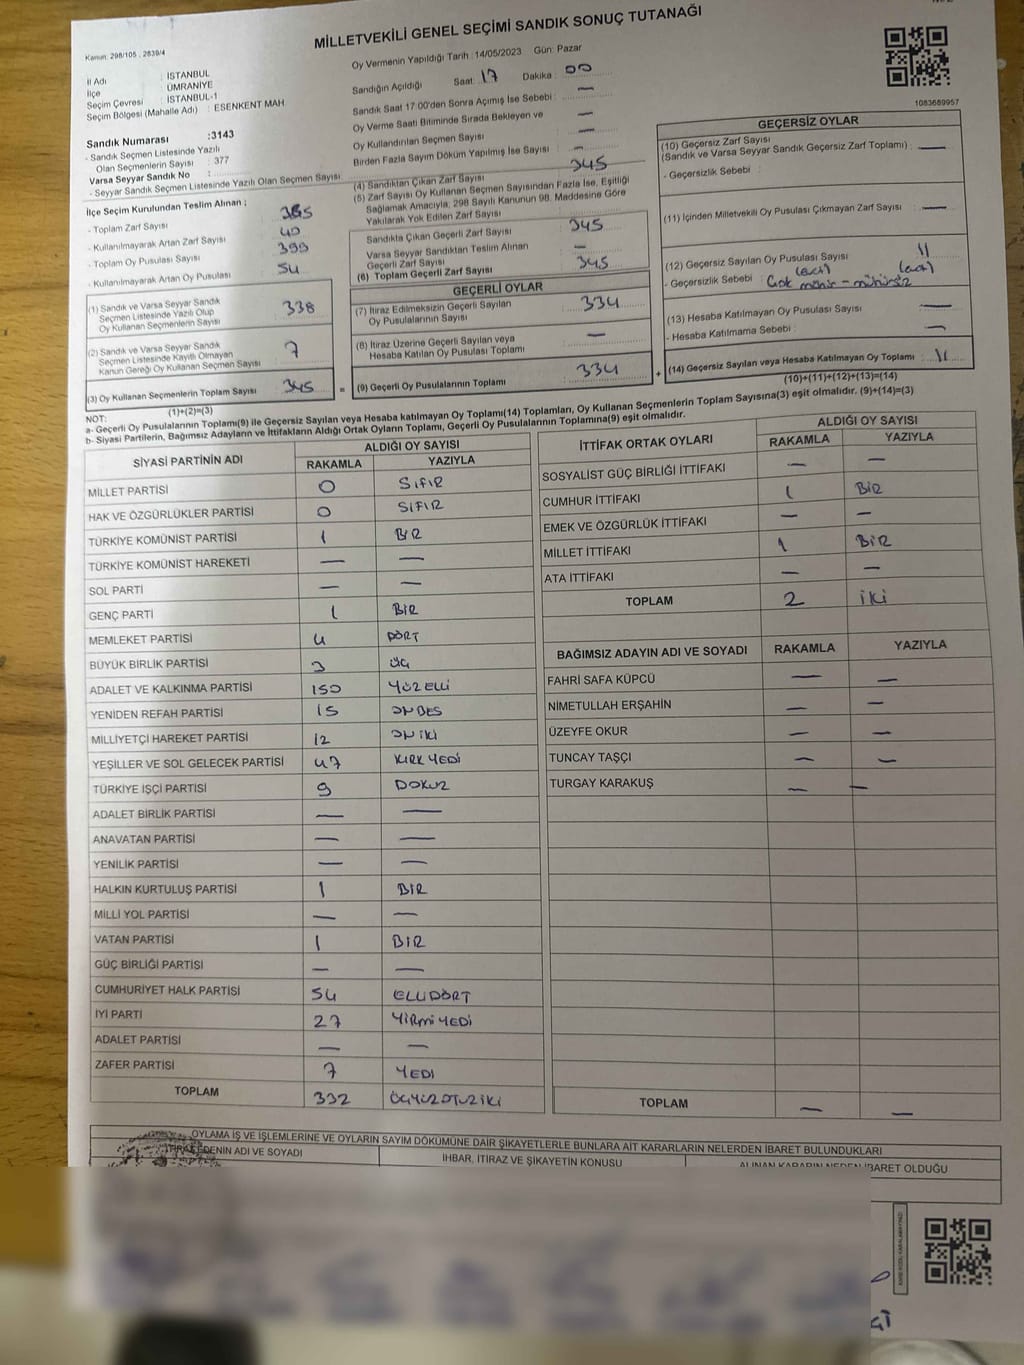 MİLLETVEKİLİ GENEL SEÇİMİ SANDIK SONUÇ TUTANAĞI
Kanun: 298/105 , 2839/4
İl Adı : İSTANBUL
İlçe : ÜMRANİYE
Seçim Çevresi : İSTANBUL-1
Seçim Bölgesi (Mahalle Adı) : ESENKENT MAH
Sandık Numarası :3143
- Sandık Seçmen Listesinde Yazılı
Olan Seçmenlerin Sayısı : 377
Varsa Seyyar Sandık No :
- Seyyar Sandık Seçmen Listesinde Yazılı Olan Seçmen Sayısı :
İlçe Seçim Kurulundan Teslim Alınan ;
- Toplam Zarf Sayısı : 385
- Kullanılmayarak Artan Zarf Sayısı : 40
- Toplam Oy Pusulası Sayısı : 399
- Kullanılmayarak Artan Oy Pusulası : 54
(1) Sandık ve Varsa Seyyar Sandık
Seçmen Listesinde Yazılı Olup
Oy Kullanan Seçmenlerin Sayısı : 338
(2) Sandık ve Varsa Seyyar Sandık
Seçmen Listesinde Kayıtlı Olmayan
Kanun Gereği Oy Kullanan Seçmen Sayısı : 7
(3) Oy Kullanan Seçmenlerin Toplam Sayısı : 345
(1)+(2)=(3)
Oy Vermenin Yapıldığı Tarih : 14/05/2023 Gün: Pazar
Sandığın Açıldığı Saat: 17 Dakika : 00
Sandık Saat 17:00'den Sonra Açımış İse Sebebi : —
Oy Verme Saati Bitiminde Sırada Bekleyen ve
Oy Kullandırılan Seçmen Sayısı : —
Birden Fazla Sayım Döküm Yapılmış İse Sayısı : —
(4) Sandıktan Çıkan Zarf Sayısı : 345
(5) Zarf Sayısı Oy Kullanan Seçmen Sayısından Fazla İse, Eşitliği
Sağlamak Amacıyla, 298 Sayılı Kanunun 98. Maddesine Göre
Yakılarak Yok Edilen Zarf Sayısı :
Sandıkta Çıkan Geçerli Zarf Sayısı : 345
Varsa Seyyar Sandıktan Teslim Alınan
Geçerli Zarf Sayısı : —
(6) Toplam Geçerli Zarf Sayısı : 345
GEÇERLİ OYLAR
(7) İtiraz Edilmeksizin Geçerli Sayılan
Oy Pusulalarının Sayısı : 334
(8) İtiraz Üzerine Geçerli Sayılan veya
Hesaba Katılan Oy Pusulası Toplamı : —
= (9) Geçerli Oy Pusulalarının Toplamı : 334 +
1083689957
GEÇERSİZ OYLAR
(10) Geçersiz Zarf Sayısı
(Sandık ve Varsa Seyyar Sandık Geçersiz Zarf Toplamı) : —
- Geçersizlik Sebebi :
(11) İçinden Milletvekili Oy Pusulası Çıkmayan Zarf Sayısı : —
(12) Geçersiz Sayılan Oy Pusulası Sayısı : 11
- Geçersizlik Sebebi : Çok mühür - mühürsüz
(13) Hesaba Katılmayan Oy Pusulası Sayısı : —
- Hesaba Katılmama Sebebi : —
(14) Geçersiz Sayılan veya Hesaba Katılmayan Oy Toplamı : 11
(10)+(11)+(12)+(13)=(14)
NOT:
a- Geçerli Oy Pusulalarının Toplamı(9) ile Geçersiz Sayılan veya Hesaba katılmayan Oy Toplamı(14) Toplamları, Oy Kullanan Seçmenlerin Toplam Sayısına(3) eşit olmalıdır. (9)+(14)=(3)
b- Siyasi Partilerin, Bağımsız Adayların ve İttifakların Aldığı Ortak Oyların Toplamı, Geçerli Oy Pusulalarının Toplamına(9) eşit olmalıdır.
SİYASİ PARTİNİN ADI ALDIĞI OY SAYISI
RAKAMLA YAZIYLA
MİLLET PARTİSİ 0 SIFIR
HAK VE ÖZGÜRLÜKLER PARTİSİ 0 SIFIR
TÜRKİYE KOMÜNİST PARTİSİ 1 BİR
TÜRKİYE KOMÜNİST HAREKETİ — —
SOL PARTİ — —
GENÇ PARTİ 1 BİR
MEMLEKET PARTİSİ 4 DÖRT
BÜYÜK BİRLİK PARTİSİ 3 ÜÇ
ADALET VE KALKINMA PARTİSİ 150 YÜZELLİ
YENİDEN REFAH PARTİSİ 15 ONBEŞ
MİLLİYETÇİ HAREKET PARTİSİ 12 ONİKİ
YEŞİLLER VE SOL GELECEK PARTİSİ 47 KIRKYEDİ
TÜRKİYE İŞÇİ PARTİSİ 9 DOKUZ
ADALET BİRLİK PARTİSİ — —
ANAVATAN PARTİSİ — —
YENİLİK PARTİSİ — —
HALKIN KURTULUŞ PARTİSİ 1 BİR
MİLLİ YOL PARTİSİ — —
VATAN PARTİSİ 1 BİR
GÜÇ BİRLİĞİ PARTİSİ — —
CUMHURİYET HALK PARTİSİ 54 ELLİDÖRT
İYİ PARTİ 27 YİRMİYEDİ
ADALET PARTİSİ — —
ZAFER PARTİSİ 7 YEDİ
TOPLAM 332 ÜÇYÜZOTUZİKİ
İTTİFAK ORTAK OYLARI ALDIĞI OY SAYISI
RAKAMLA YAZIYLA
SOSYALİST GÜÇ BİRLİĞİ İTTİFAKI — —
CUMHUR İTTİFAKI 1 BİR
EMEK VE ÖZGÜRLÜK İTTİFAKI — —
MİLLET İTTİFAKI 1 BİR
ATA İTTİFAKI — —
TOPLAM 2 İKİ
BAĞIMSIZ ADAYIN ADI VE SOYADI RAKAMLA YAZIYLA
FAHRİ SAFA KÜPCÜ — —
NİMETULLAH ERŞAHİN — —
ÜZEYFE OKUR — —
TUNCAY TAŞÇI — —
TURGAY KARAKUŞ — —
TOPLAM — —
OYLAMA İŞ VE İŞLEMLERİNE VE OYLARIN SAYIM DÖKÜMÜNE DAİR ŞİKAYETLERLE BUNLARA AİT KARARLARIN NELERDEN İBARET BULUNDUKLARI
İTİRAZ EDENİN ADI VE SOYADI İHBAR, İTİRAZ VE ŞİKAYETİN KONUSU ALINAN KARARIN NEDEN İBARET OLDUĞU